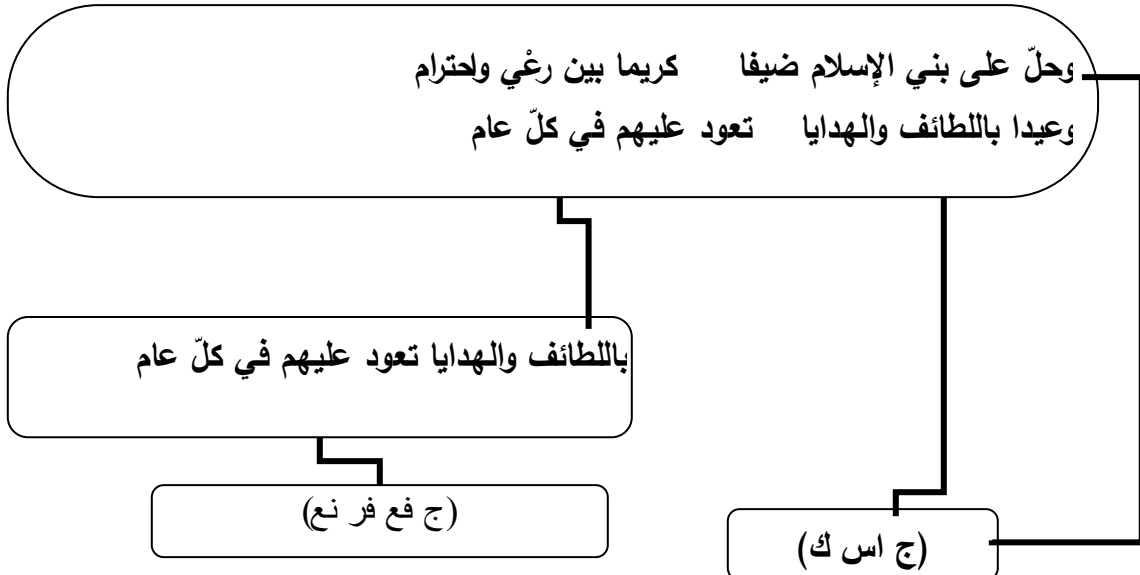 وحلّ على بني الإسلام ضيفا كريما بين رعْي واحترام
وعيدا باللطائف والهدايا تعود عليهم في كلّ عام
باللطائف والهدايا تعود عليهم في كلّ عام
(ج فع فر نع)
(ج اس ك)